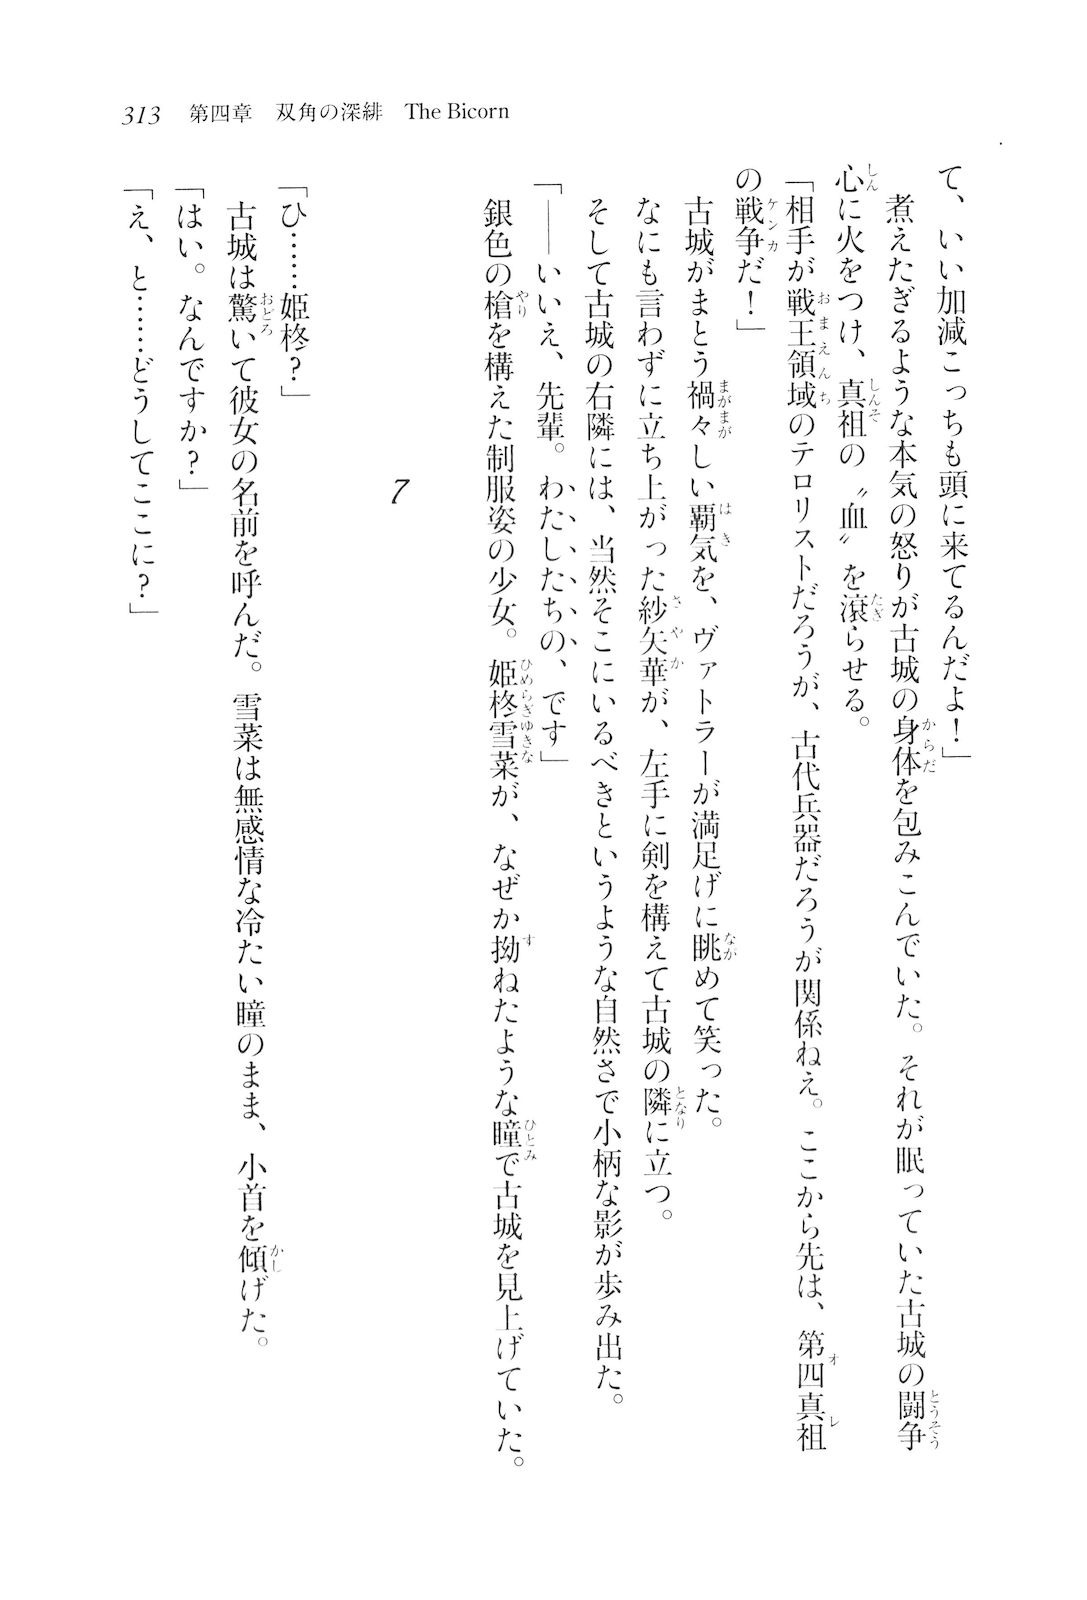 313　第四章　双角の深緋　The Bicorn
て、いい加減こっちも頭に来てるんだよ！」
　煮えたぎるような本気の怒りが古城の身体を包みこんでいた。それが眠っていた古城の闘争
心に火をつけ、真祖の〝血〟を滾らせる。
「相手が戦王領域のテロリストだろうが、古代兵器だろうが関係ねえ。ここから先は、第四真祖
の戦争だ！」
　古城がまとう禍々しい覇気を、ヴァトラーが満足げに眺めて笑った。
　なにも言わずに立ち上がった紗矢華が、左手に剣を構えて古城の隣に立つ。
　そして古城の右隣には、当然そこにいるべきというような自然さで小柄な影が歩み出た。
「――いいえ、先輩。わたしたちの、です」
　銀色の槍を構えた制服姿の少女。姫柊雪菜が、なぜか拗ねたような瞳で古城を見上げていた。
7
「ひ……姫柊？」
　古城は驚いて彼女の名前を呼んだ。雪菜は無感情な冷たい瞳のまま、小首を傾げた。
「はい。なんですか？」
「え、と……どうしてここに？」